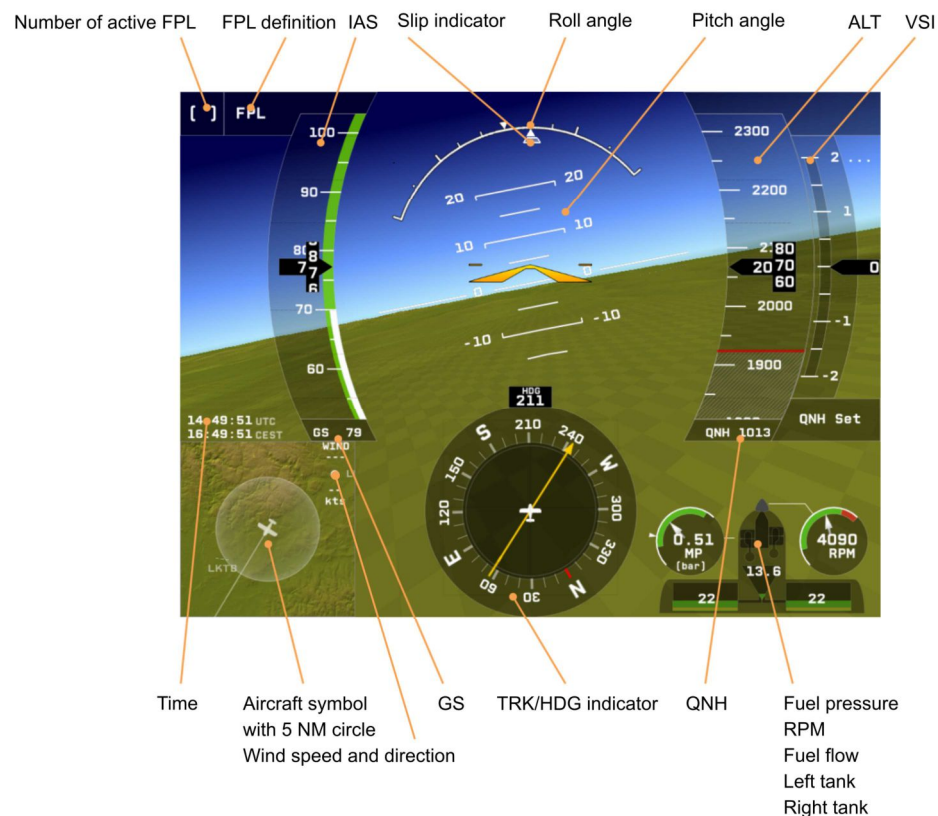 Number of active FPL FPL definition IAS Slip indicator Roll angle Pitch angle ALT VSI
[ ] FPL
100
90
80
70
60
8
7 7
6
20 20
10 10
0 0
-10 -10
2300
2200
2000
1900
80
20 70
60
2 ...
1
0
-1
-2
HDG
211
14:49:51 UTC
16:49:51 CEST
GS 79
QNH 1013
QNH Set
WIND
---
L
--
kts
LKTB
S 210 240 W 300 330 N 30 60 E 120 150
0.51
MP
[bar]
4090
RPM
13.6
22 22
Time
Aircraft symbol
with 5 NM circle
Wind speed and direction
GS
TRK/HDG indicator
QNH
Fuel pressure
RPM
Fuel flow
Left tank
Right tank